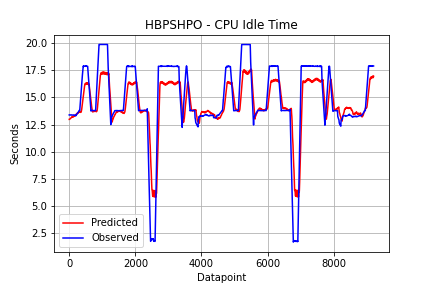 HBPSHPO - CPU Idle Time
20.0
17.5
15.0
12.5
10.0
7.5
5.0
2.5
Seconds
Predicted
Observed
0 2000 4000 6000 8000
Datapoint